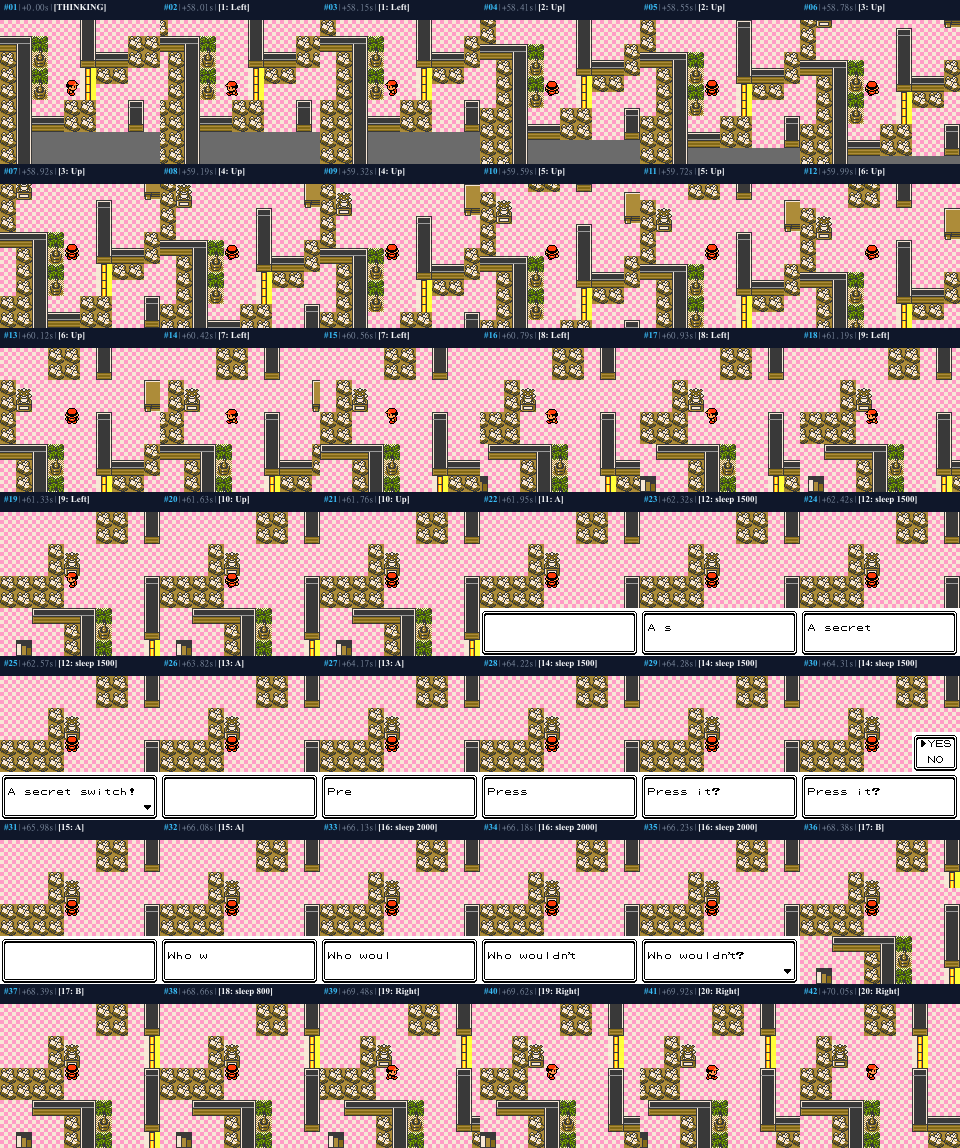 #01|+0.00s|[THINKING]
#02|+58.01s|[1: Left]
#03|+58.15s|[1: Left]
#04|+58.41s|[2: Up]
#05|+58.55s|[2: Up]
#06|+58.78s|[3: Up]
#07|+58.92s|[3: Up]
#08|+59.19s|[4: Up]
#09|+59.32s|[4: Up]
#10|+59.59s|[5: Up]
#11|+59.72s|[5: Up]
#12|+59.99s|[6: Up]
#13|+60.12s|[6: Up]
#14|+60.42s|[7: Left]
#15|+60.56s|[7: Left]
#16|+60.79s|[8: Left]
#17|+60.93s|[8: Left]
#18|+61.19s|[9: Left]
#19|+61.33s|[9: Left]
#20|+61.63s|[10: Up]
#21|+61.76s|[10: Up]
#22|+61.95s|[11: A]
#23|+62.32s|[12: sleep 1500]
#24|+62.42s|[12: sleep 1500]
A s
A secret
#25|+62.57s|[12: sleep 1500]
#26|+63.82s|[13: A]
#27|+64.17s|[13: A]
#28|+64.22s|[14: sleep 1500]
#29|+64.28s|[14: sleep 1500]
#30|+64.31s|[14: sleep 1500]
YES
NO
A secret switch!
Pre
Press
Press it?
Press it?
#31|+65.98s|[15: A]
#32|+66.08s|[15: A]
#33|+66.13s|[16: sleep 2000]
#34|+66.18s|[16: sleep 2000]
#35|+66.23s|[16: sleep 2000]
#36|+68.38s|[17: B]
Who w
Who woul
Who wouldn't
Who wouldn't?
#37|+68.39s|[17: B]
#38|+68.66s|[18: sleep 800]
#39|+69.48s|[19: Right]
#40|+69.62s|[19: Right]
#41|+69.92s|[20: Right]
#42|+70.05s|[20: Right]